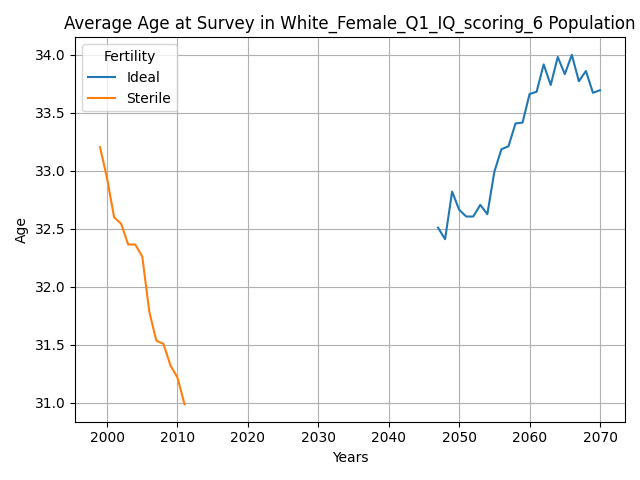 Average Age at Survey in White_Female_Q1_IQ_scoring_6 Population
Fertility
Ideal
Sterile
34.0
33.5
33.0
32.5
32.0
31.5
31.0
Age
2000 2010 2020 2030 2040 2050 2060 2070
Years